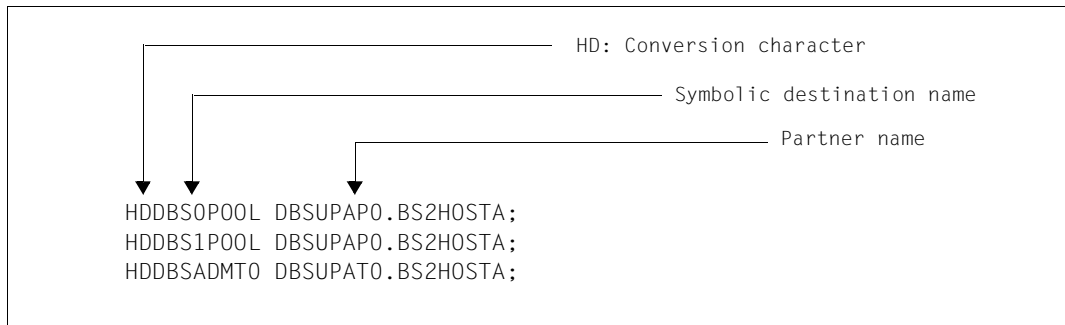 HD: Conversion character
Symbolic destination name
Partner name
HDDBS0POOL DBSUPAP0.BS2HOSTA;
HDDBS1POOL DBSUPAP0.BS2HOSTA;
HDDBSADMT0 DBSUPAT0.BS2HOSTA;